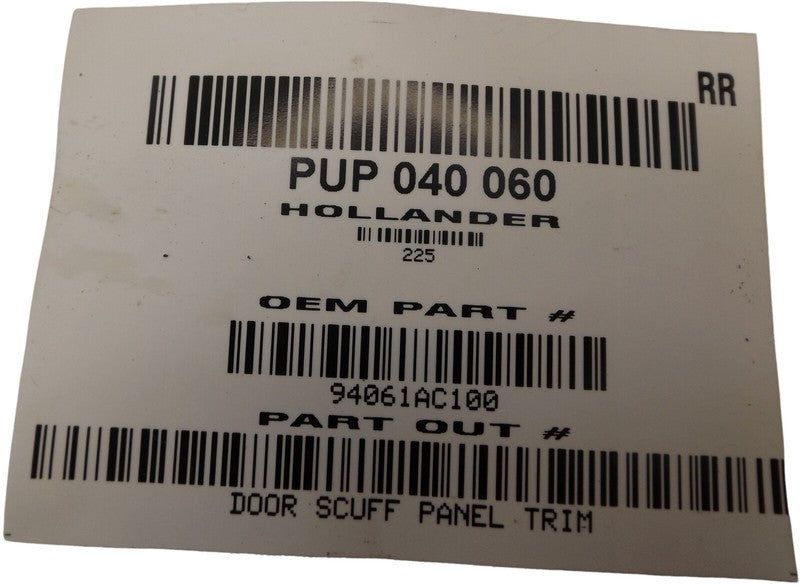 RR
PUP 040 060
HOLLANDER
225
OEM PART #
94061AC100
PART OUT #
DOOR SCUFF PANEL TRIM